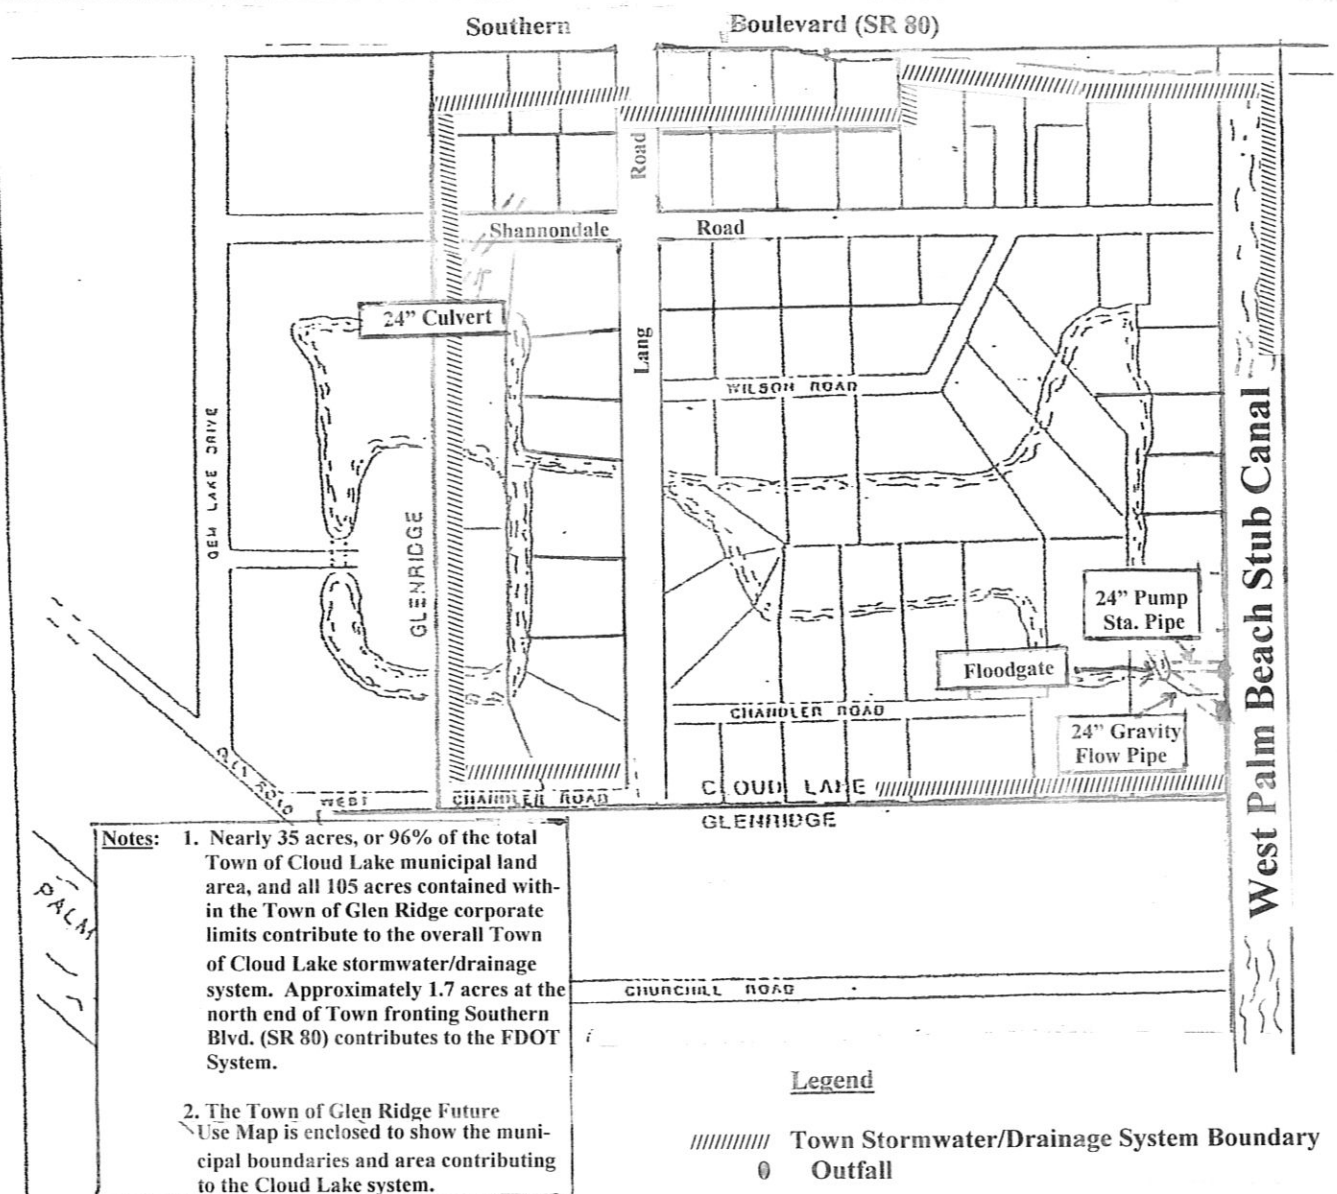 Southern Boulevard (SR 80)
Road
Shannondale Road
24” Culvert
Lang
WILSON ROAD
GEM LAKE DRIVE
GLENRIDGE
West Palm Beach Stub Canal
24” Pump
Sta. Pipe
Floodgate
CHANDLER ROAD
24” Gravity
Flow Pipe
CLOUD LAKE
WEST CHANDLER ROAD
GLENRIDGE
PALM
Notes: 1. Nearly 35 acres, or 96% of the total
Town of Cloud Lake municipal land
area, and all 105 acres contained with-
in the Town of Glen Ridge corporate
limits contribute to the overall Town
of Cloud Lake stormwater/drainage
system. Approximately 1.7 acres at the
north end of Town fronting Southern
Blvd. (SR 80) contributes to the FDOT
System.
2. The Town of Glen Ridge Future
Use Map is enclosed to show the muni-
cipal boundaries and area contributing
to the Cloud Lake system.
CHURCHILL ROAD
Legend
Town Stormwater/Drainage System Boundary
Outfall